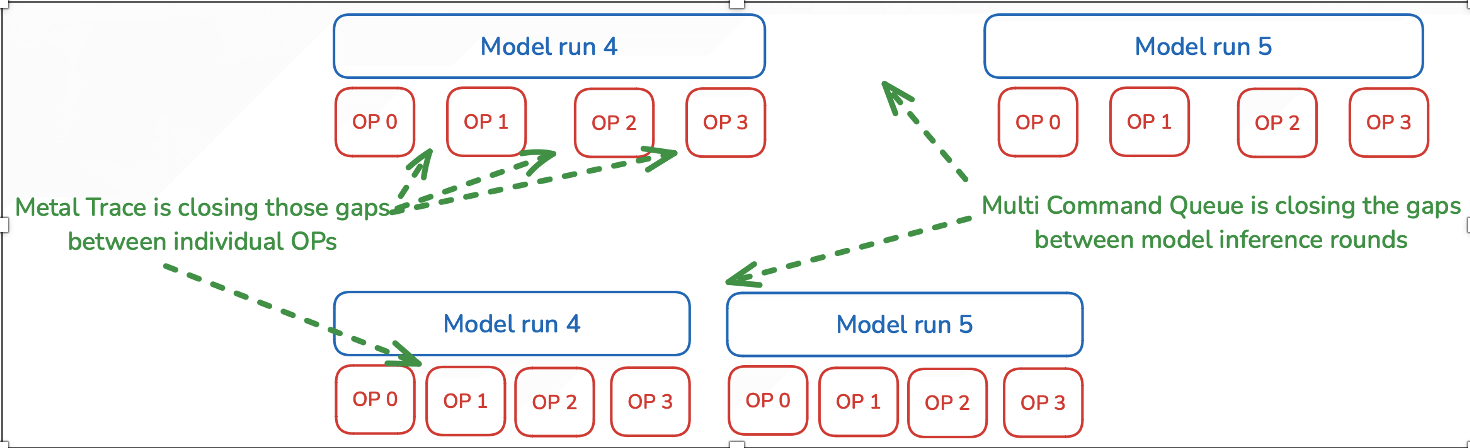 Model run 4
Model run 5
OP 0
OP 1
OP 2
OP 3
OP 0
OP 1
OP 2
OP 3
Metal Trace is closing those gaps
between individual OPs
Multi Command Queue is closing the gaps
between model inference rounds
Model run 4
Model run 5
OP 0
OP 1
OP 2
OP 3
OP 0
OP 1
OP 2
OP 3